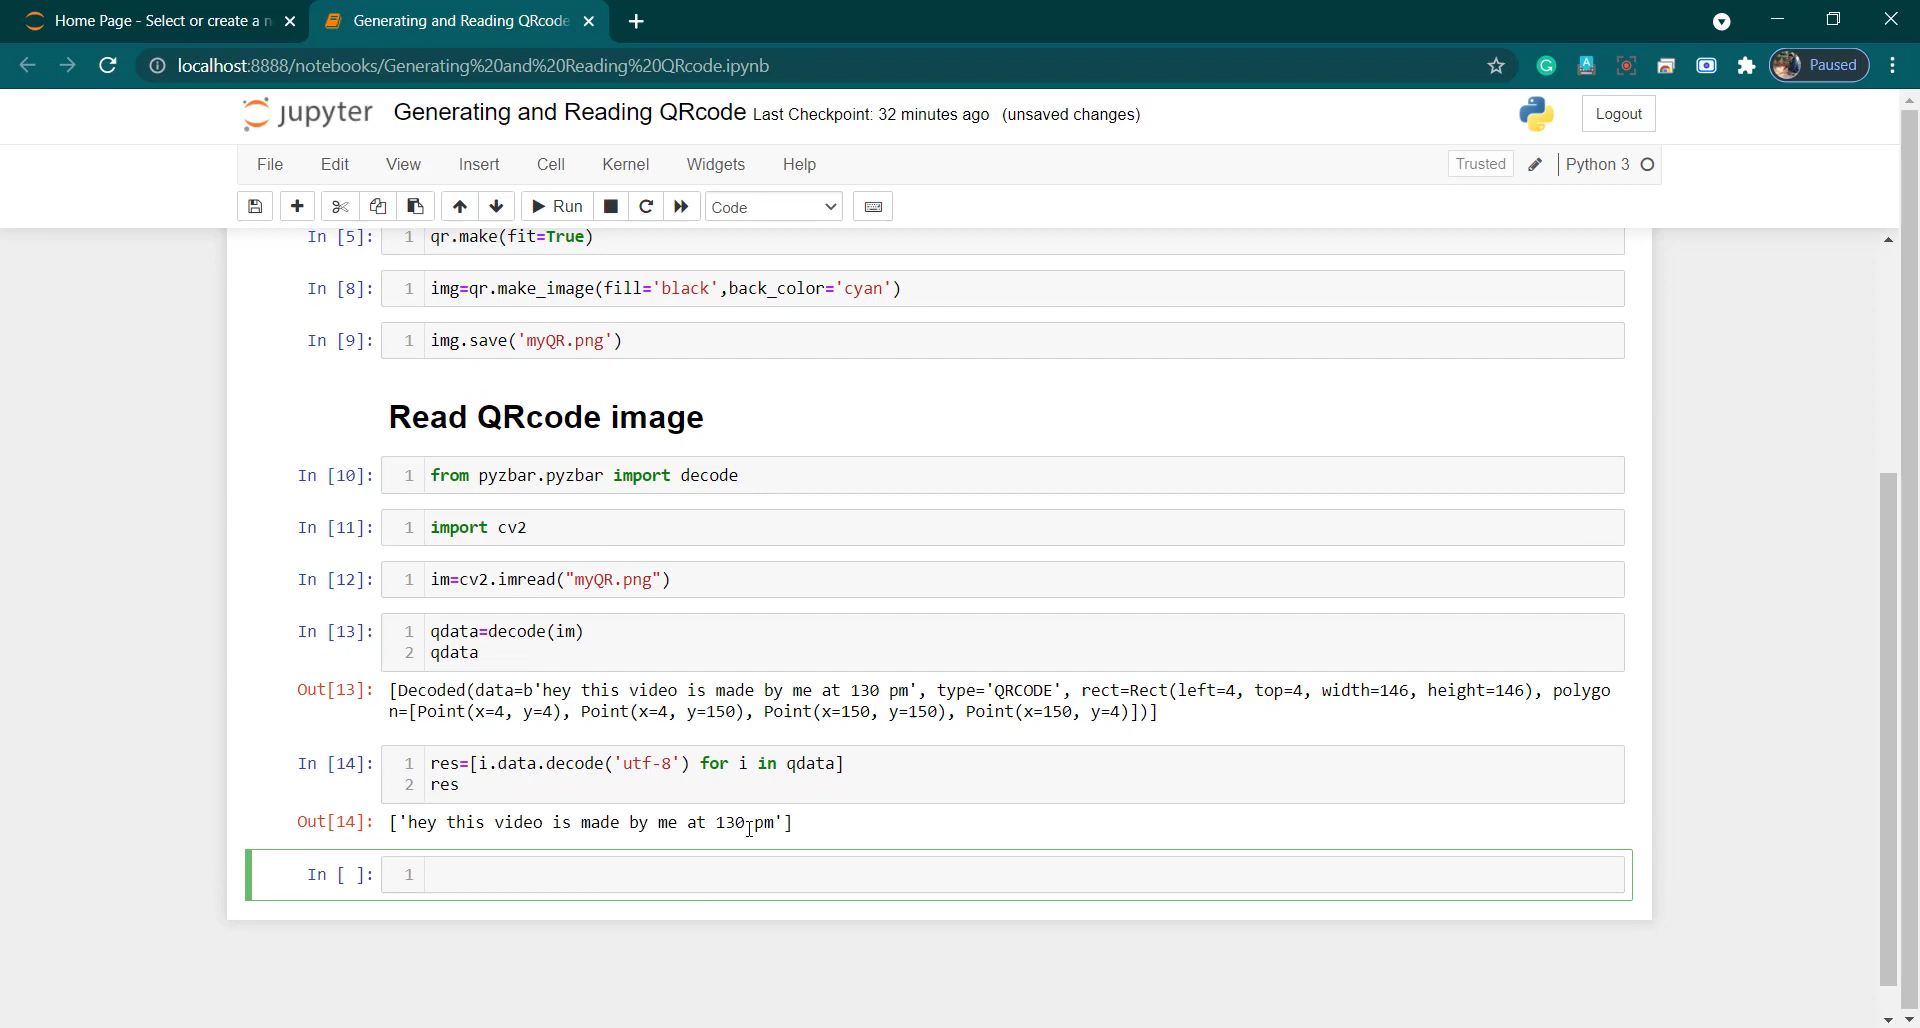 Home Page - Select or create a n
Generating and Reading QRcode
localhost:8888/notebooks/Generating%20and%20Reading%20QRcode.ipynb
Paused
jupyter Generating and Reading QRcode Last Checkpoint: 32 minutes ago (unsaved changes)
Logout
File Edit View Insert Cell Kernel Widgets Help
Trusted
Python 3
Run
Code
In [5]: 1 qr.make(fit=True)
In [8]: 1 img=qr.make_image(fill='black',back_color='cyan')
In [9]: 1 img.save('myQR.png')
Read QRcode image
In [10]: 1 from pyzbar.pyzbar import decode
In [11]: 1 import cv2
In [12]: 1 im=cv2.imread("myQR.png")
In [13]: 1 qdata=decode(im)
2 qdata
Out[13]: [Decoded(data=b'hey this video is made by me at 130 pm', type='QRCODE', rect=Rect(left=4, top=4, width=146, height=146), polygo
n=[Point(x=4, y=4), Point(x=4, y=150), Point(x=150, y=150), Point(x=150, y=4)])]
In [14]: 1 res=[i.data.decode('utf-8') for i in qdata]
2 res
Out[14]: ['hey this video is made by me at 130 pm']
In [ ]: 1